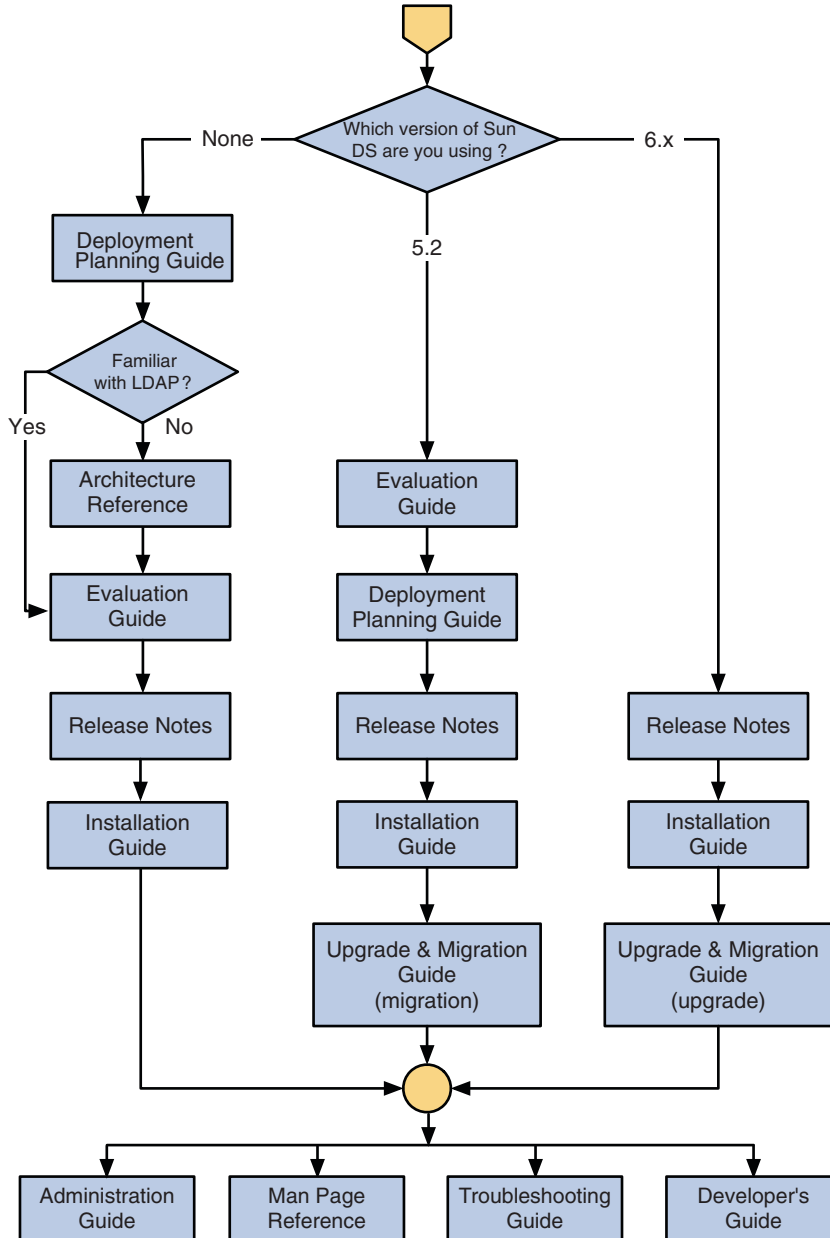 Which version of Sun
DS are you using ?
None
6.x
5.2
Deployment
Planning Guide
Familiar
with LDAP?
Yes
No
Architecture
Reference
Evaluation
Guide
Evaluation
Guide
Deployment
Planning Guide
Release Notes
Release Notes
Release Notes
Installation
Guide
Installation
Guide
Installation
Guide
Upgrade & Migration
Guide
(migration)
Upgrade & Migration
Guide
(upgrade)
Administration
Guide
Man Page
Reference
Troubleshooting
Guide
Developer's
Guide